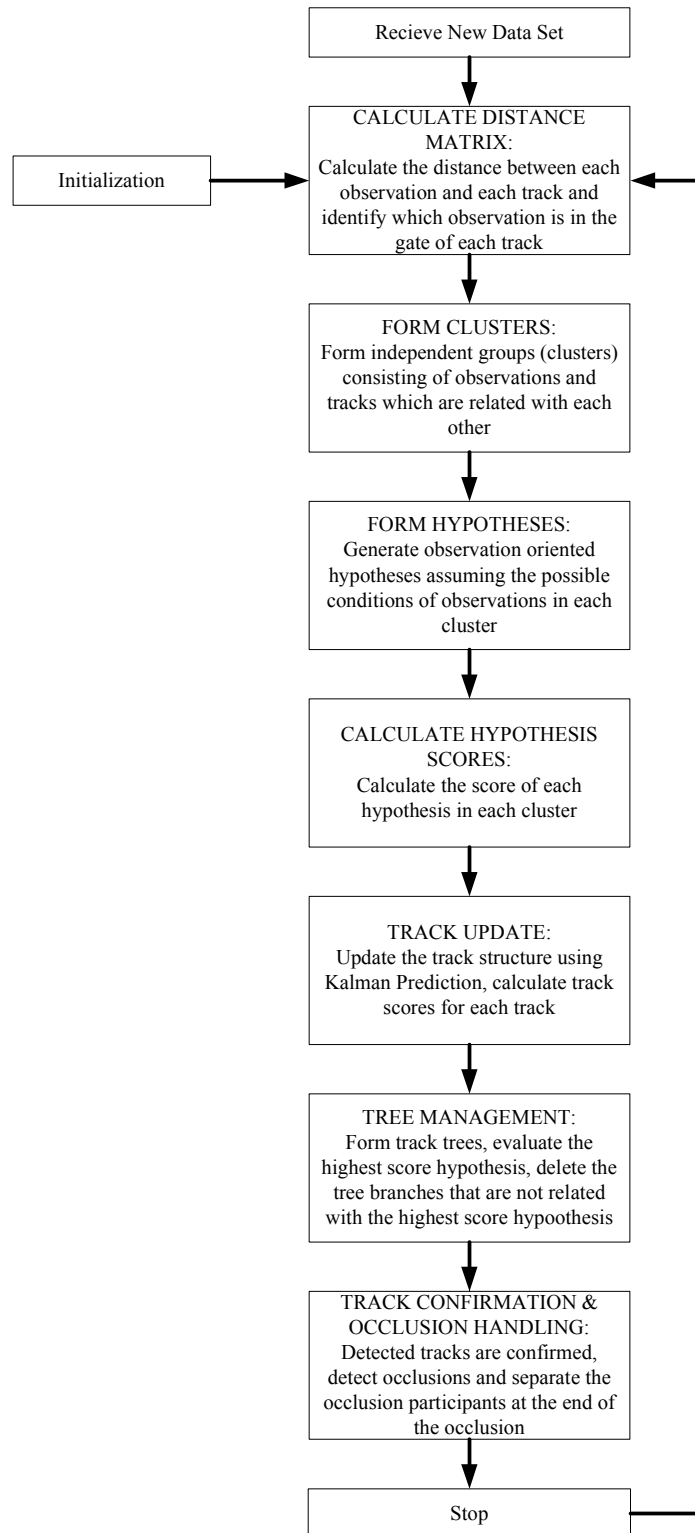 Recieve New Data Set
CALCULATE DISTANCE
MATRIX:
Calculate the distance between each
observation and each track and
identify which observation is in the
gate of each track
Initialization
FORM CLUSTERS:
Form independent groups (clusters)
consisting of observations and
tracks which are related with each
other
FORM HYPOTHESES:
Generate observation oriented
hypotheses assuming the possible
conditions of observations in each
cluster
CALCULATE HYPOTHESIS
SCORES:
Calculate the score of each
hypothesis in each cluster
TRACK UPDATE:
Update the track structure using
Kalman Prediction, calculate track
scores for each track
TREE MANAGEMENT:
Form track trees, evaluate the
highest score hypothesis, delete the
tree branches that are not related
with the highest score hypoothesis
TRACK CONFIRMATION &
OCCLUSION HANDLING:
Detected tracks are confirmed,
detect occlusions and separate the
occlusion participants at the end of
the occlusion
Stop